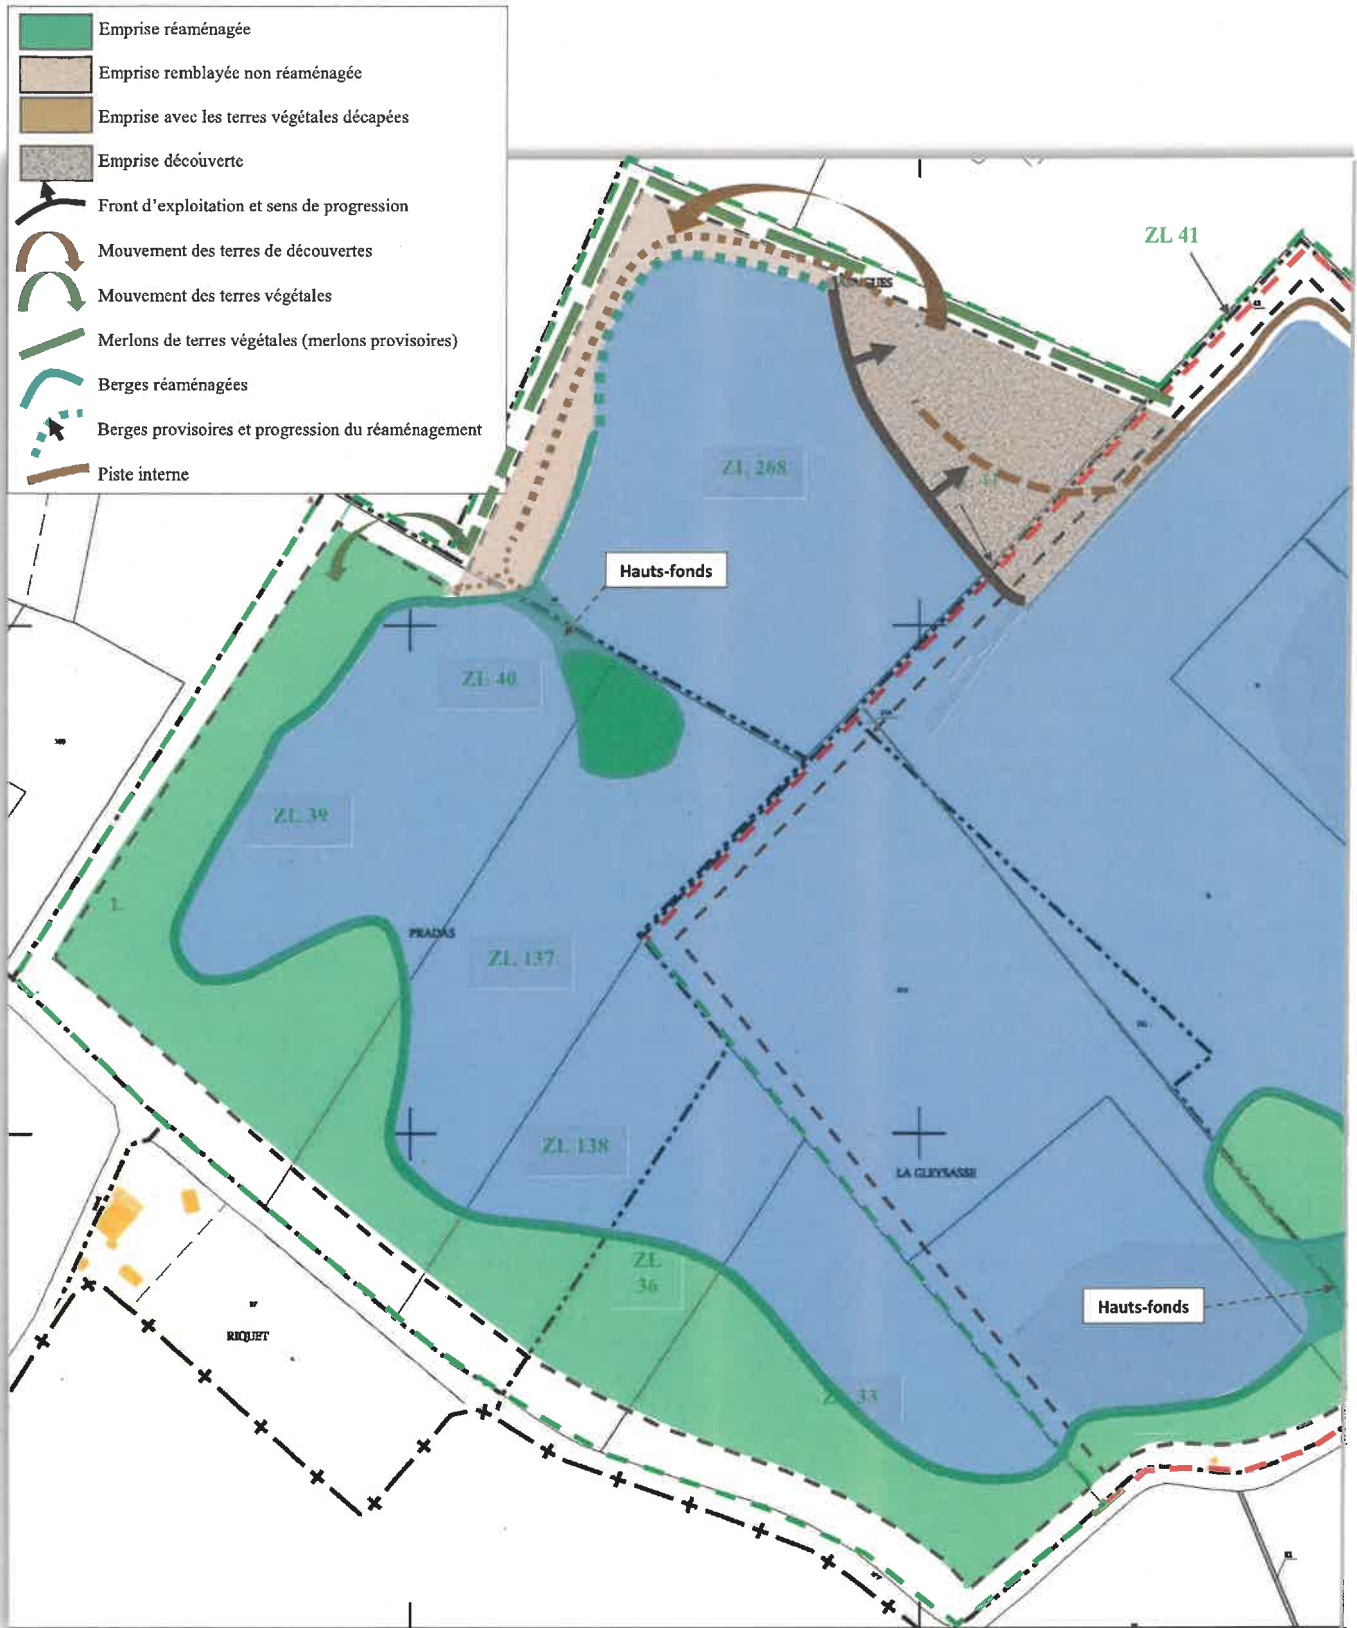 Emprise réaménagée
Emprise remblayée non réaménagée
Emprise avec les terres végétales décapées
Emprise découverte
Front d'exploitation et sens de progression
Mouvement des terres de découvertes
Mouvement des terres végétales
Merlons de terres végétales (merlons provisoires)
Berges réaménagées
Berges provisoires et progression du réaménagement
Piste interne
ZL 41
ZL 268
Hauts-fonds
ZL 40
ZL 39
PRADAS
ZL 137
ZL 138
LA GLEYSASSE
ZL
36
Hauts-fonds
RIQUET
ZL 33